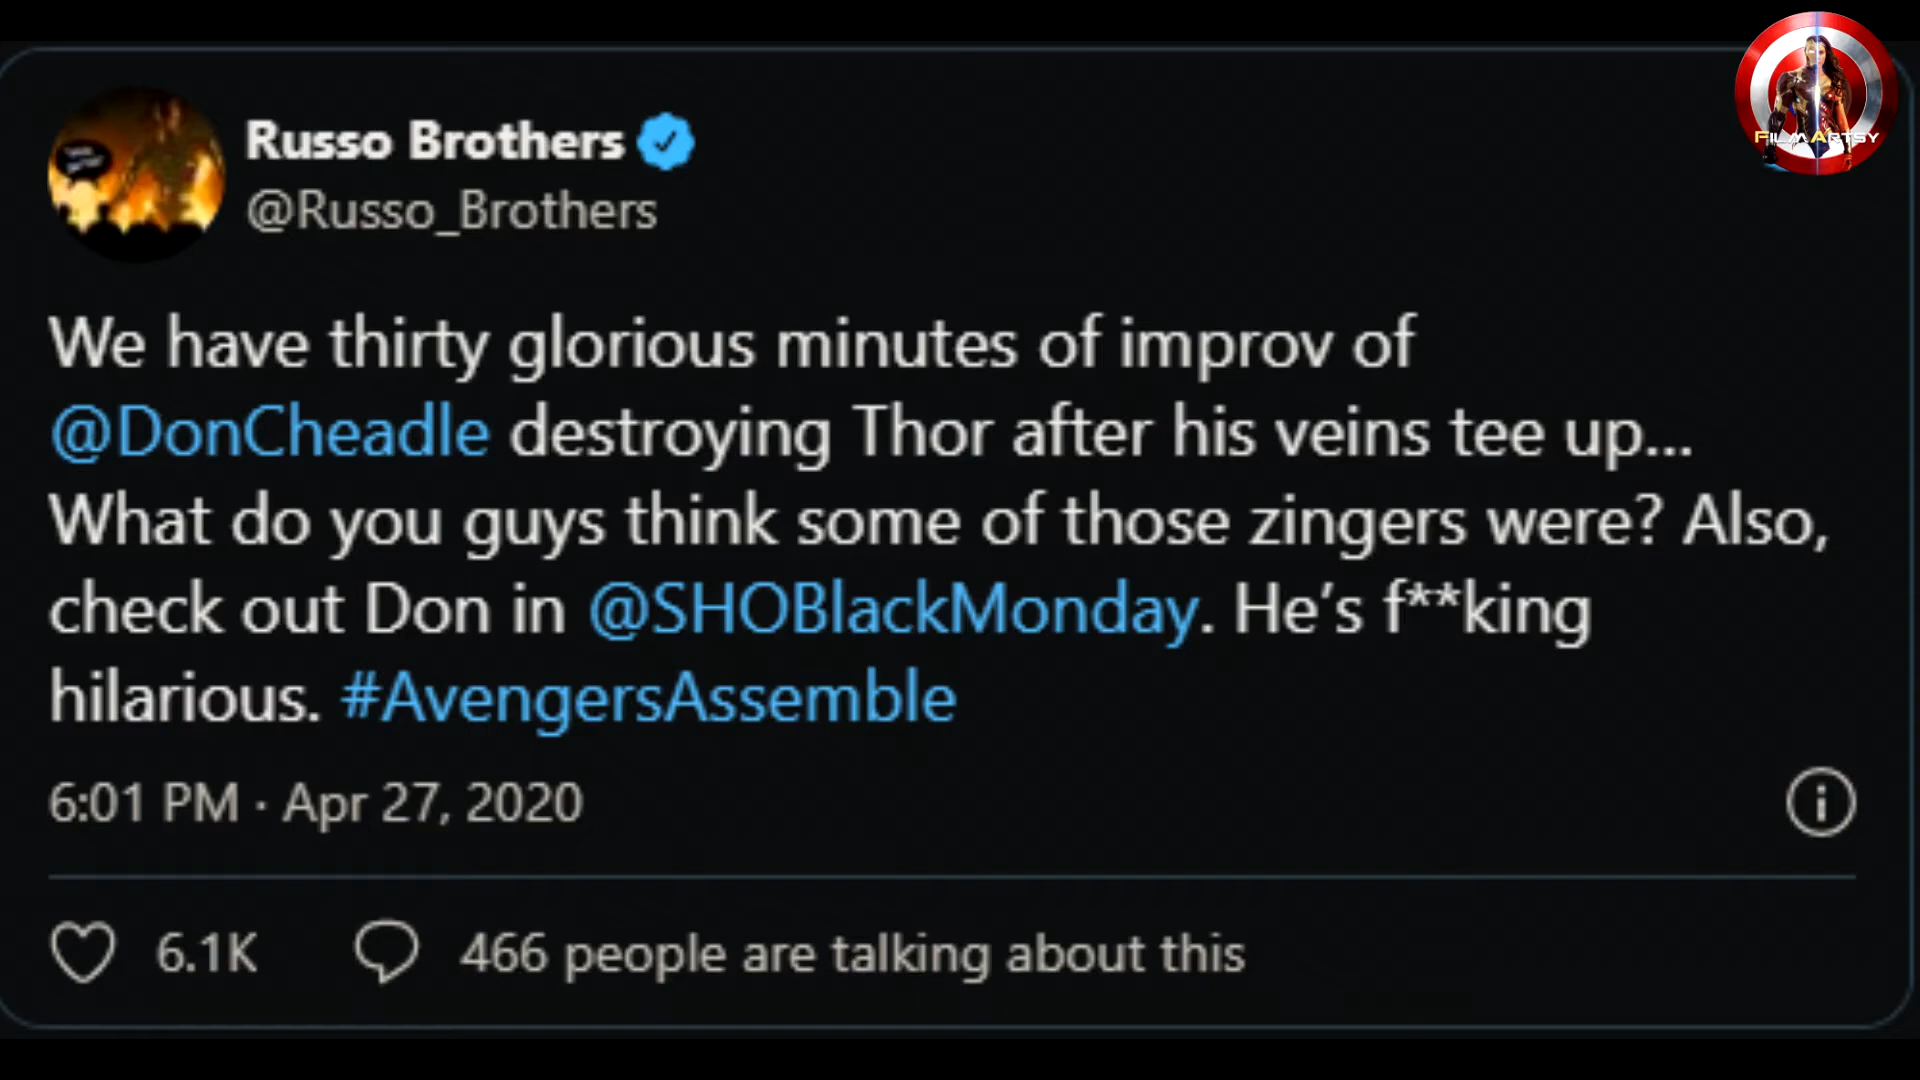 Russo Brothers
@Russo_Brothers
FILMARTSY
We have thirty glorious minutes of improv of
@DonCheadle destroying Thor after his veins tee up...
What do you guys think some of those zingers were? Also,
check out Don in @SHOBlackMonday. He’s f**king
hilarious. #AvengersAssemble
6:01 PM · Apr 27, 2020
6.1K 466 people are talking about this